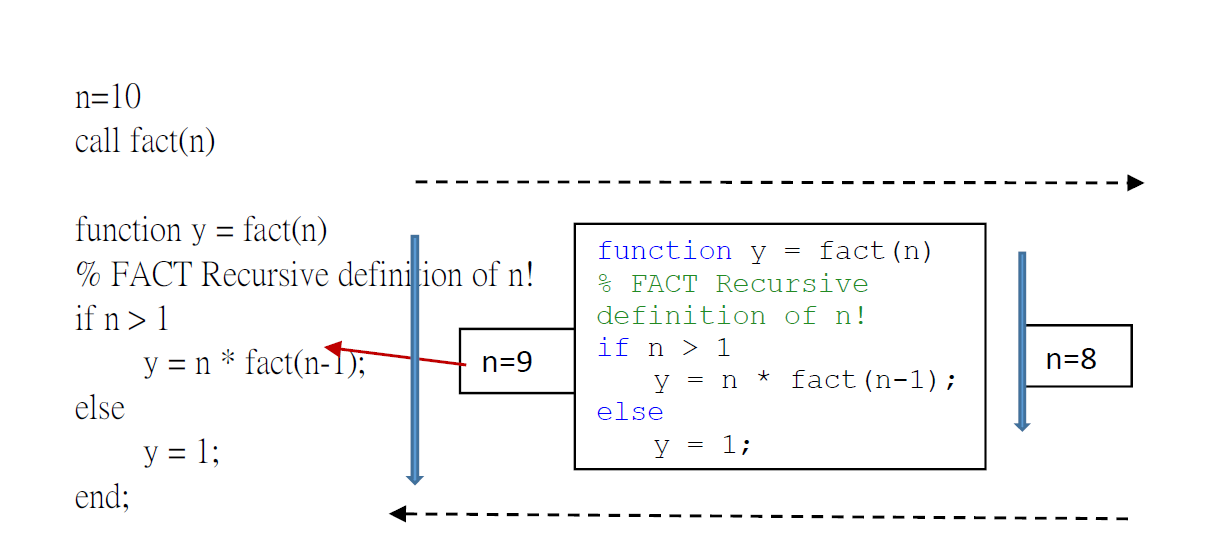 n=10
call fact(n)
function y = fact(n)
% FACT Recursive definition of n!
if n > 1
y = n * fact(n-1);
else
y = 1;
end;
n=9
function y = fact(n)
% FACT Recursive
definition of n!
if n > 1
y = n * fact(n-1);
else
y = 1;
n=8